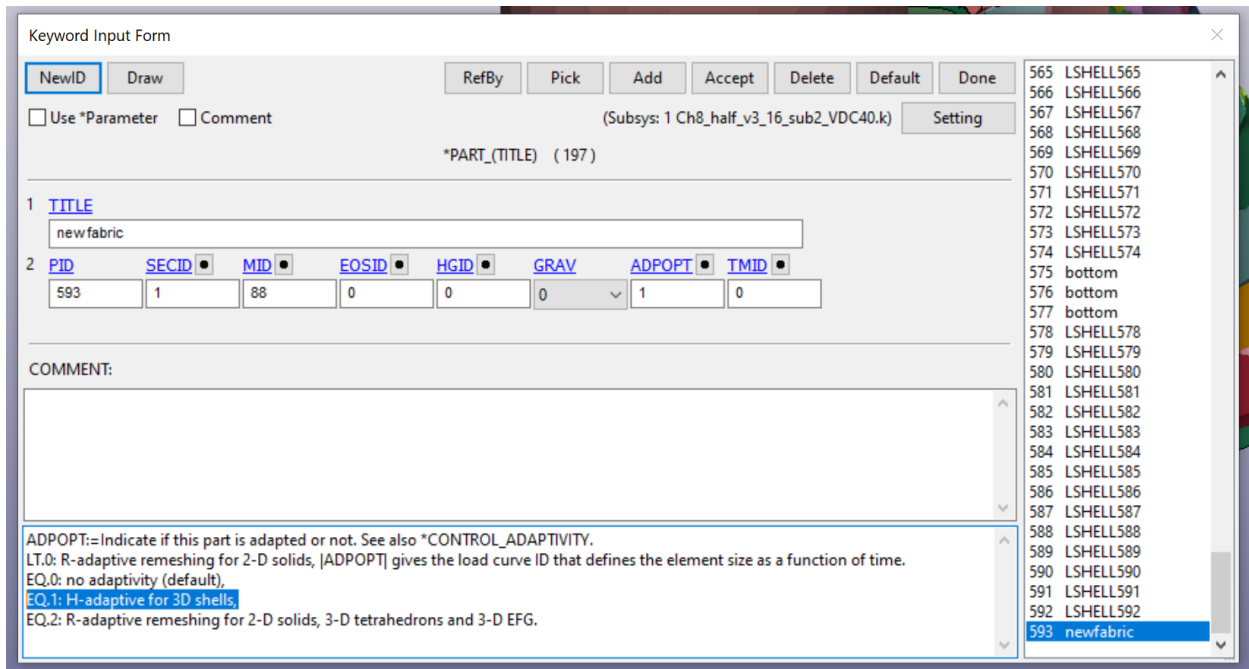 Keyword Input Form
NewID Draw RefBy Pick Add Accept Delete Default Done
Use *Parameter Comment (Subsys: 1 Ch8_half_v3_16_sub2_VDC40.k) Setting
*PART_(TITLE) (197)
1 TITLE
newfabric
2 PID SECID MID EOSID HGID GRAV ADPOPT TMID
593 1 88 0 0 0 1 0
COMMENT:
ADPOPT:=Indicate if this part is adapted or not. See also *CONTROL_ADAPTIVITY.
LT.0: R-adaptive remeshing for 2-D solids, |ADPOPT| gives the load curve ID that defines the element size as a function of time.
EQ.0: no adaptivity (default),
EQ.1: H-adaptive for 3D shells,
EQ.2: R-adaptive remeshing for 2-D solids, 3-D tetrahedrons and 3-D EFG.
565 LSHELL565
566 LSHELL566
567 LSHELL567
568 LSHELL568
569 LSHELL569
570 LSHELL570
571 LSHELL571
572 LSHELL572
573 LSHELL573
574 LSHELL574
575 bottom
576 bottom
577 bottom
578 LSHELL578
579 LSHELL579
580 LSHELL580
581 LSHELL581
582 LSHELL582
583 LSHELL583
584 LSHELL584
585 LSHELL585
586 LSHELL586
587 LSHELL587
588 LSHELL588
589 LSHELL589
590 LSHELL590
591 LSHELL591
592 LSHELL592
593 newfabric